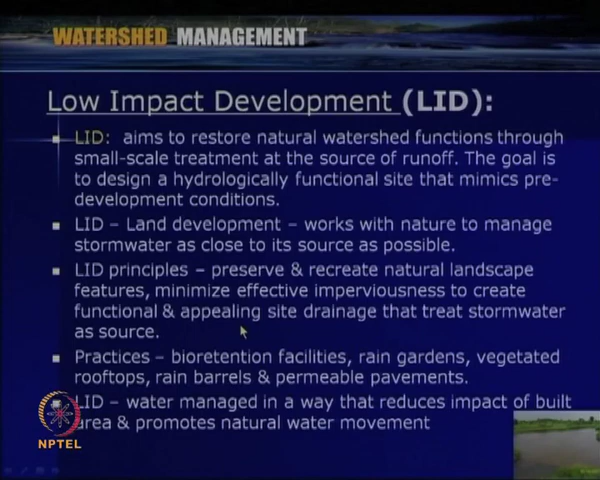 WATERSHED MANAGEMENT
Low Impact Development (LID):
LID: aims to restore natural watershed functions through
small-scale treatment at the source of runoff. The goal is
to design a hydrologically functional site that mimics pre-
development conditions.
LID – Land development – works with nature to manage
stormwater as close to its source as possible.
LID principles – preserve & recreate natural landscape
features, minimize effective imperviousness to create
functional & appealing site drainage that treat stormwater
as source.
Practices – bioretention facilities, rain gardens, vegetated
rooftops, rain barrels & permeable pavements.
LID – water managed in a way that reduces impact of built
area & promotes natural water movement
NPTEL